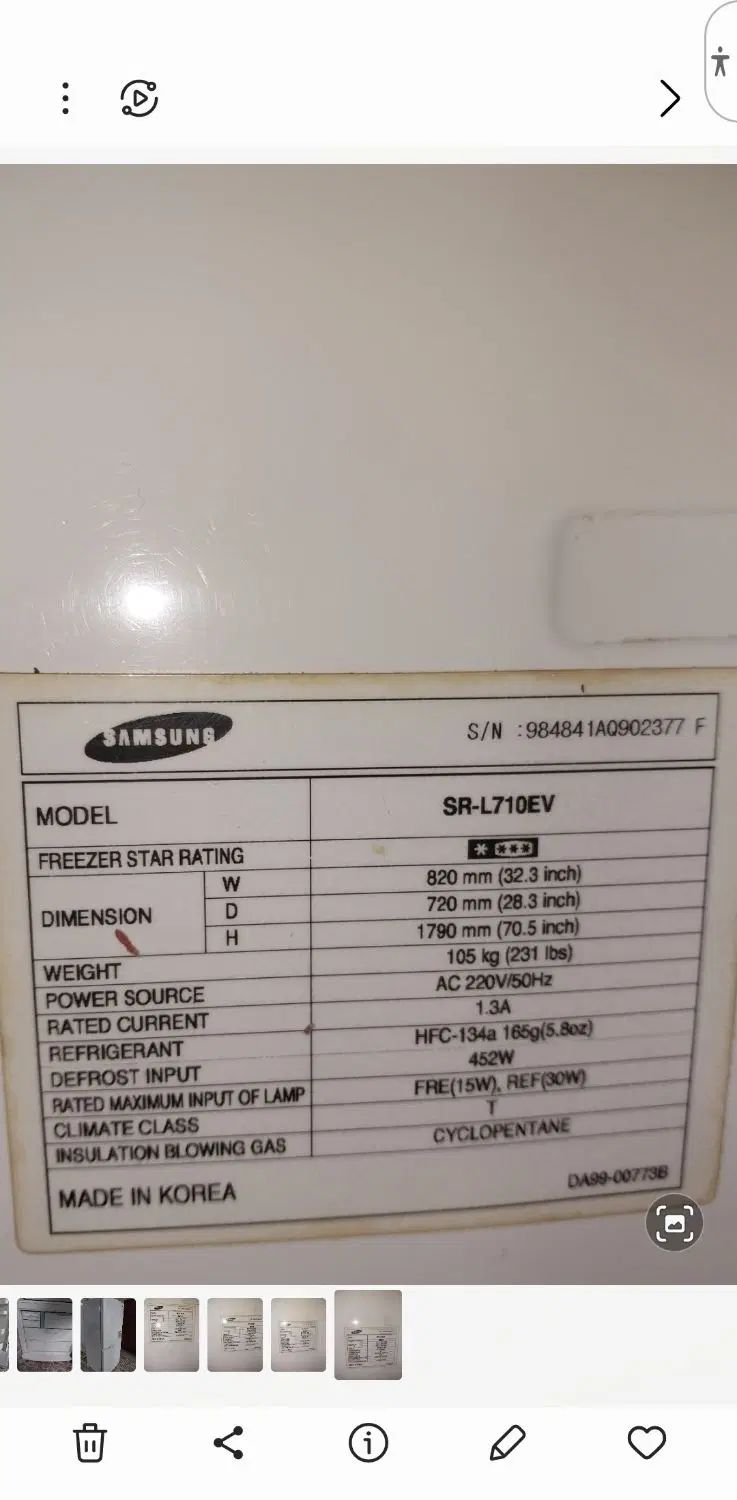 SAMSUNG
S/N :984841A0902377 F
MODEL SR-L710EV
FREEZER STAR RATING * ***
DIMENSION
W 820 mm (32.3 inch)
D 720 mm (28.3 inch)
H 1790 mm (70.5 inch)
WEIGHT 105 kg (231 lbs)
POWER SOURCE AC 220V/50Hz
RATED CURRENT 1.3A
REFRIGERANT HFC-134a 165g(5.8oz)
DEFROST INPUT 452W
RATED MAXIMUM INPUT OF LAMP FRE(15W), REF(30W)
CLIMATE CLASS T
INSULATION BLOWING GAS CYCLOPENTANE
MADE IN KOREA
DA99-00773B